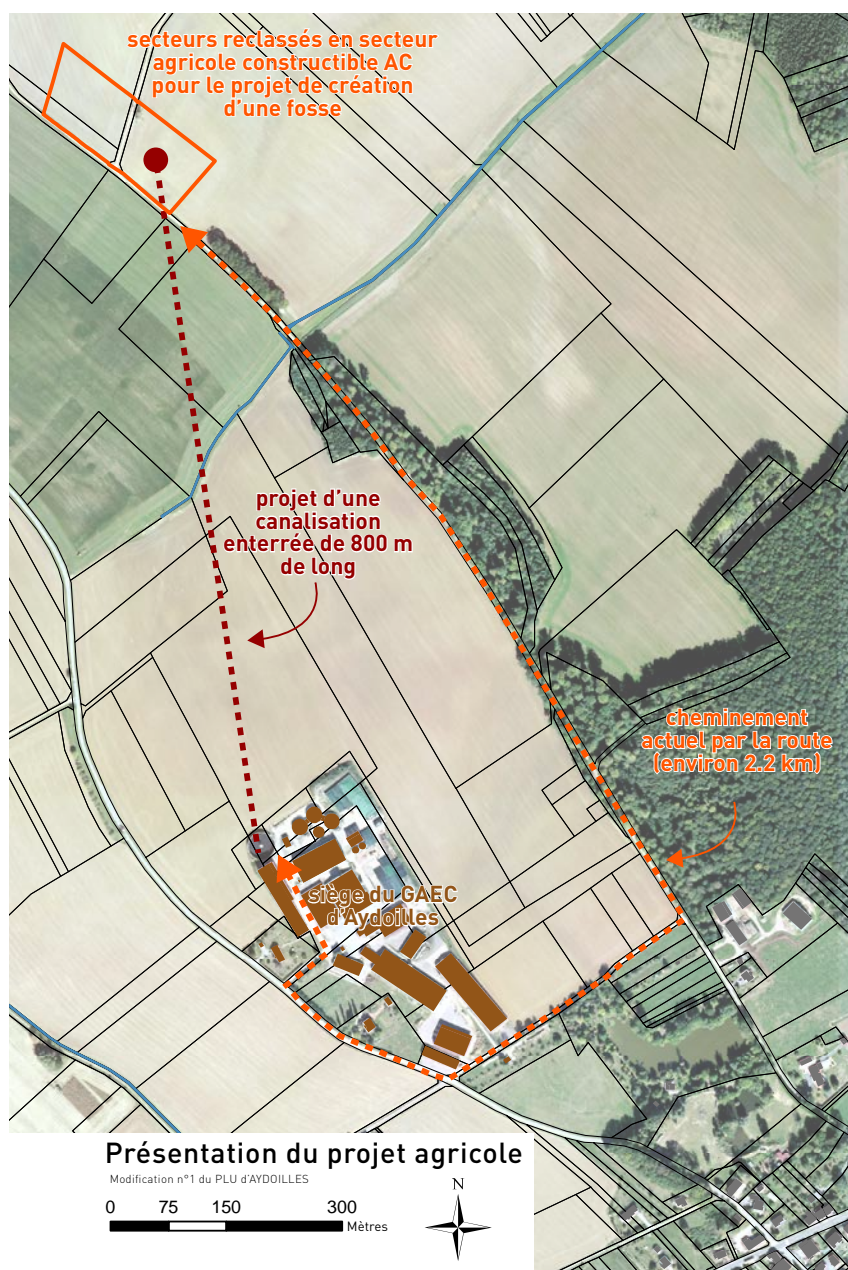 secteurs reclassés en secteur
agricole constructible AC
pour le projet de création
d'une fosse
projet d'une
canalisation
enterrée de 800 m
de long
cheminement
actuel par la route
(environ 2.2 km)
siège du GAEC
d'Aydoilles
Présentation du projet agricole
Modification n°1 du PLU d'AYDOILLES
N
0 75 150 300
Mètres